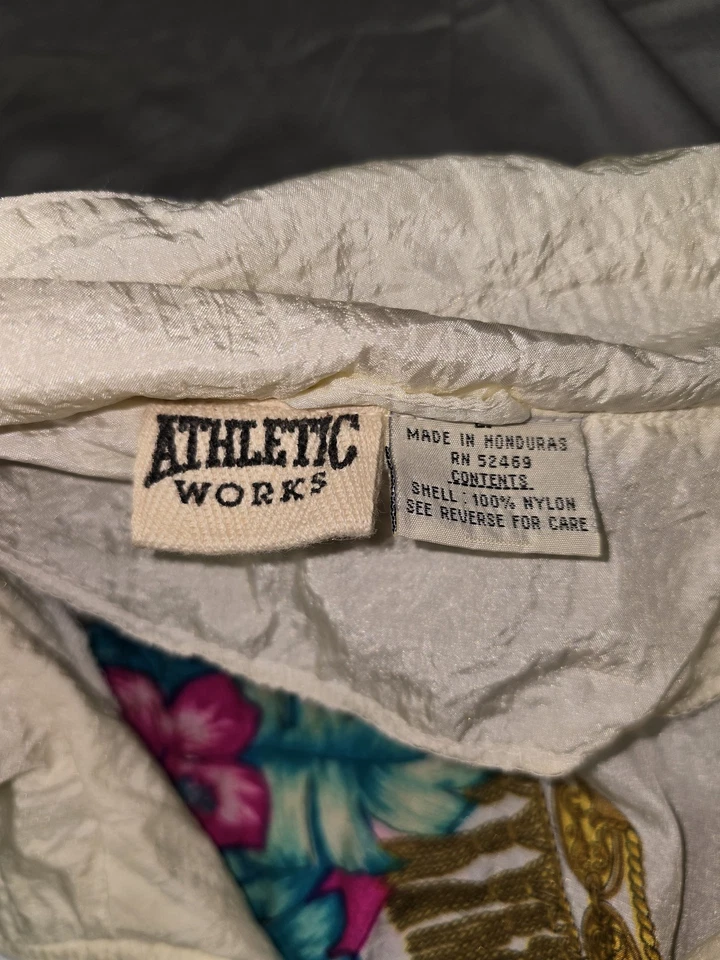 ATHLETIC
WORKS
MADE IN HONDURAS
RN 52469
CONTENTS
SHELL : 100% NYLON
SEE REVERSE FOR CARE